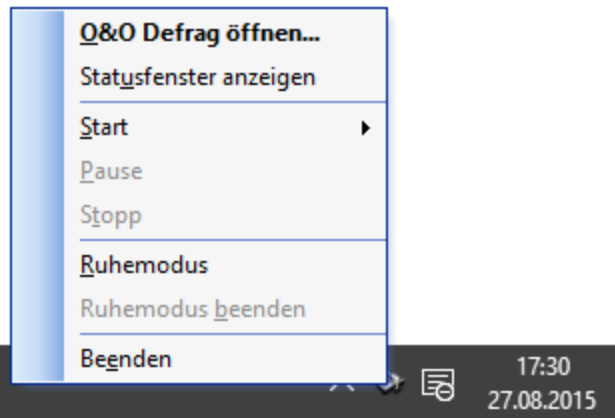 O&O Defrag öffnen...
Statusfenster anzeigen
Start
Pause
Stopp
Ruhemodus
Ruhemodus beenden
Beenden
17:30
27.08.2015